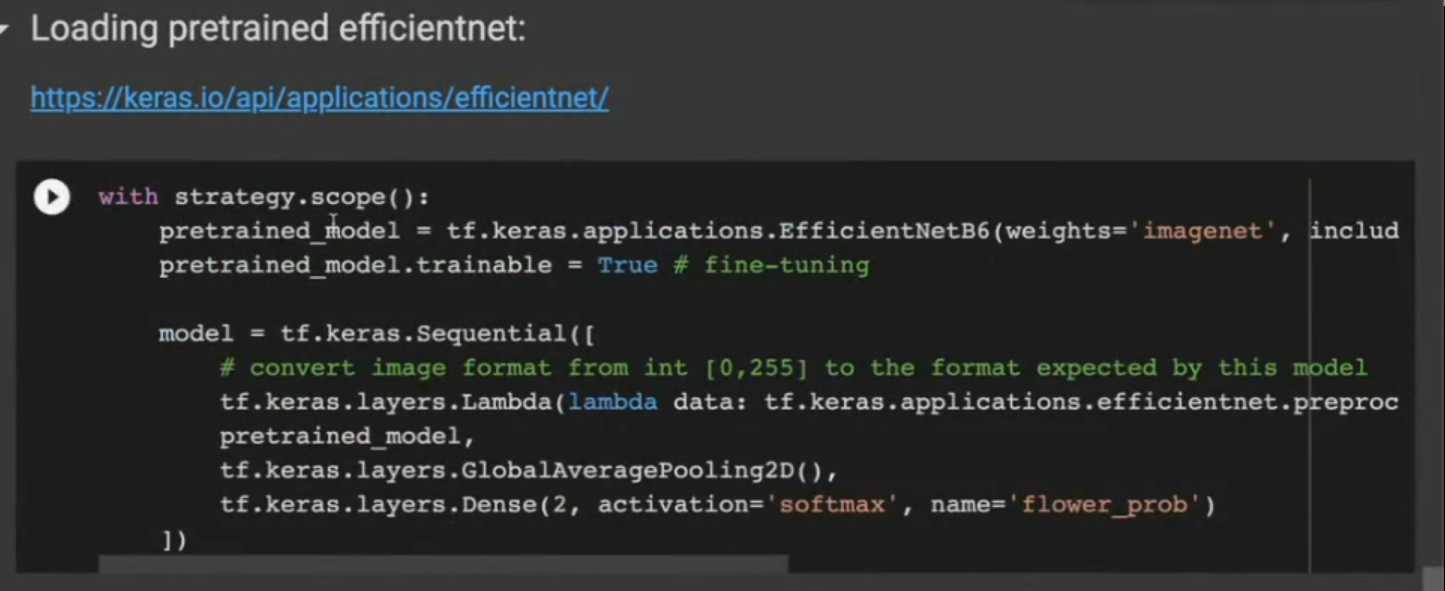 Loading pretrained efficientnet:
https://keras.io/api/applications/efficientnet/
with strategy.scope():
pretrained_model = tf.keras.applications.EfficientNetB6(weights='imagenet', includ
pretrained_model.trainable = True # fine-tuning
model = tf.keras.Sequential([
# convert image format from int [0,255] to the format expected by this model
tf.keras.layers.Lambda(lambda data: tf.keras.applications.efficientnet.preproc
pretrained_model,
tf.keras.layers.GlobalAveragePooling2D(),
tf.keras.layers.Dense(2, activation='softmax', name='flower_prob')
])